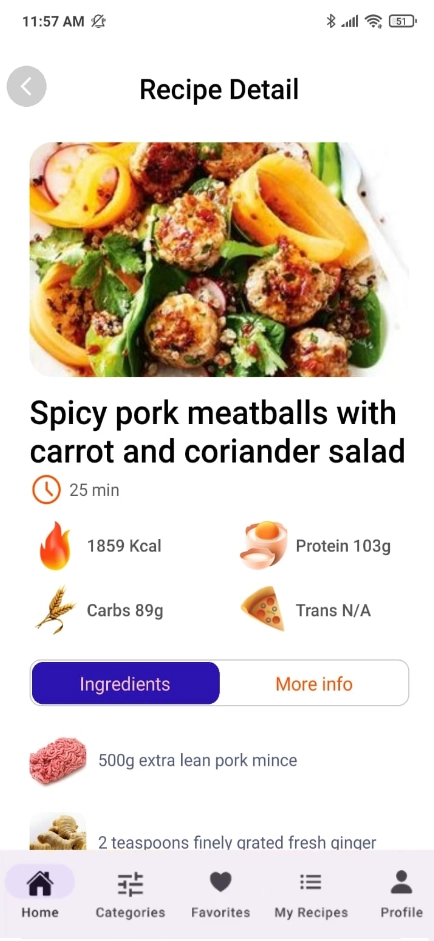 11:57 AM
51
Recipe Detail
Spicy pork meatballs with
carrot and coriander salad
25 min
1859 Kcal
Protein 103g
Carbs 89g
Trans N/A
Ingredients
More info
500g extra lean pork mince
2 teaspoons finely grated fresh ginger
Home
Categories
Favorites
My Recipes
Profile